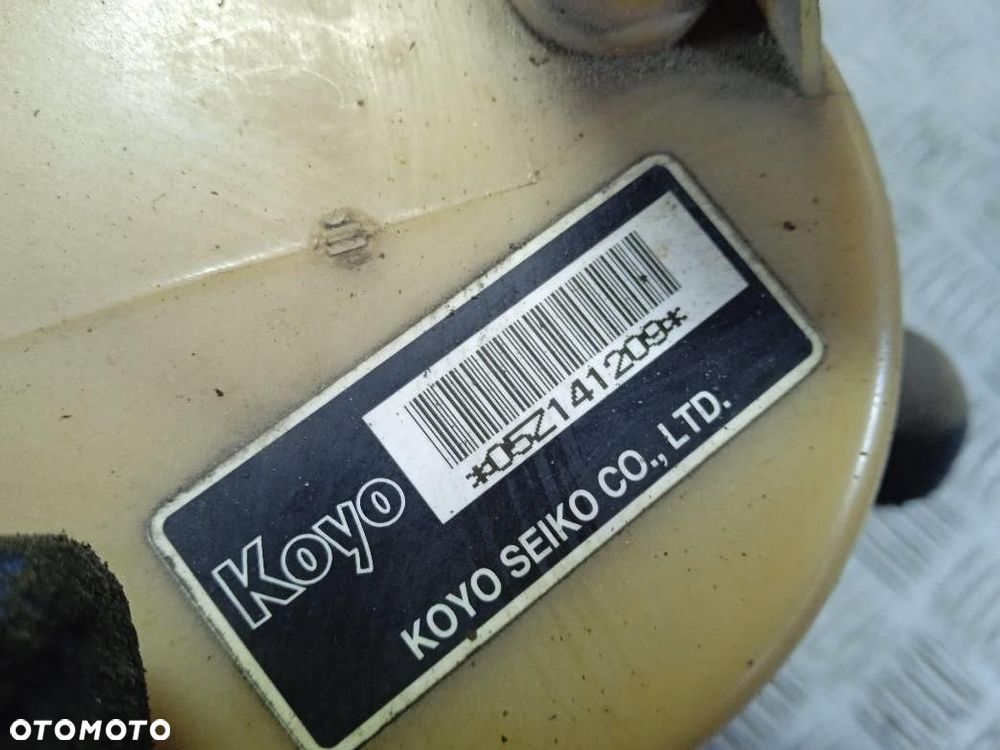 Koyo
*05Z141209*
KOYO SEIKO CO., LTD.
OTOMOTO